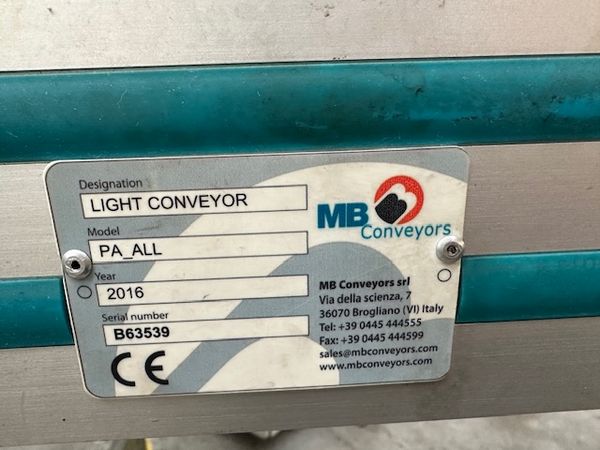 Designation
LIGHT CONVEYOR
Model
PA_ALL
Year
2016
Serial number
B63539
CE
MB
Conveyors
MB Conveyors srl
Via della scienza, 7
36070 Brogliano (VI) Italy
Tel: +39 0445 444555
Fax: +39 0445 444599
sales@mbconveyors.com
www.mbconveyors.com